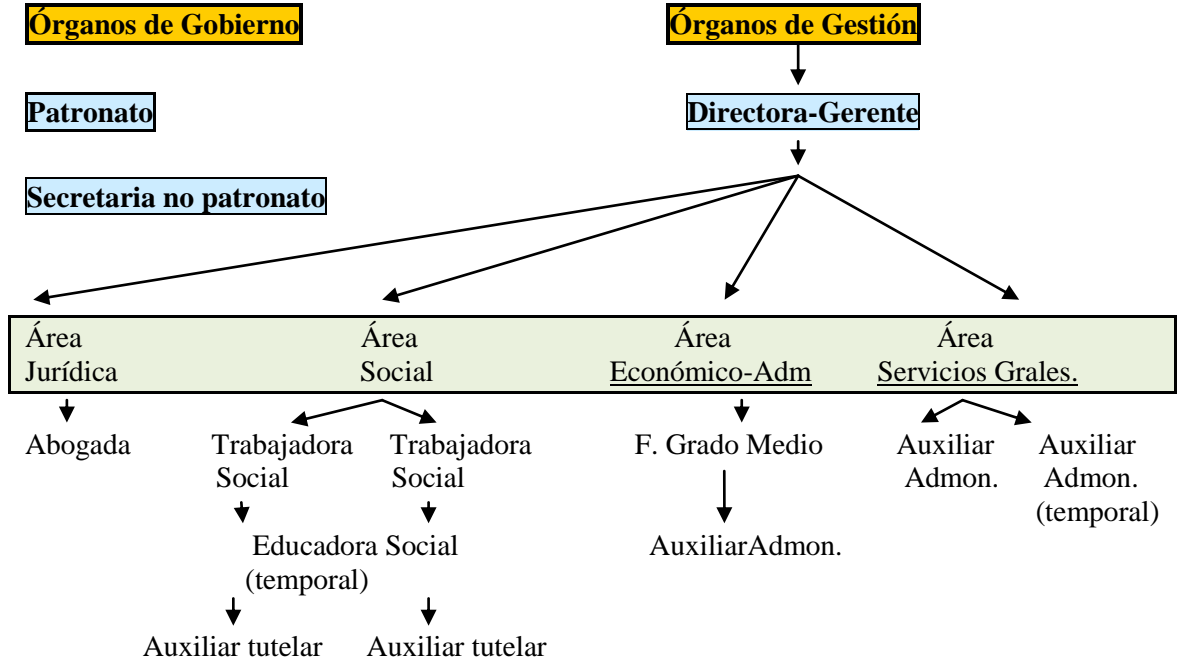 Órganos de Gobierno
Órganos de Gestión
Patronato
Directora-Gerente
Secretaria no patronato
Área
Jurídica
Área
Social
Área
Económico-Adm
Área
Servicios Grales.
Abogada
Trabajadora
Social
Trabajadora
Social
F. Grado Medio
Auxiliar
Admon.
Auxiliar
Admon.
(temporal)
Educadora Social
(temporal)
AuxiliarAdmon.
Auxiliar tutelar
Auxiliar tutelar